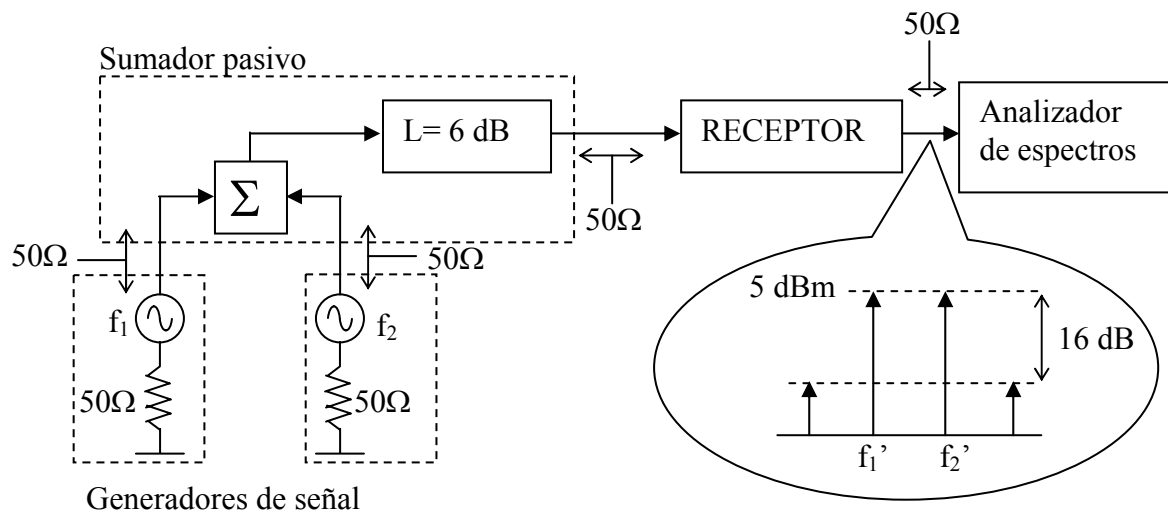 50Ω
Sumador pasivo
L= 6 dB
RECEPTOR
Analizador
de espectros
Σ
50Ω
50Ω
50Ω
f₁
f₂
50Ω
50Ω
Generadores de señal
5 dBm
16 dB
f₁’
f₂’